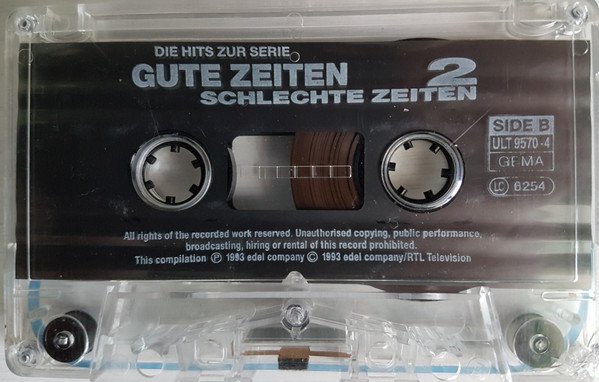 DIE HITS ZUR SERIE
GUTE ZEITEN 2
SCHLECHTE ZEITEN
SIDE B
ULT 9570-4
GEMA
LC 6254
All rights of the recorded work reserved. Unauthorised copying, public performance,
broadcasting, hiring or rental of this record prohibited.
This compilation Ⓟ 1993 edel company © 1993 edel company/RTL Television